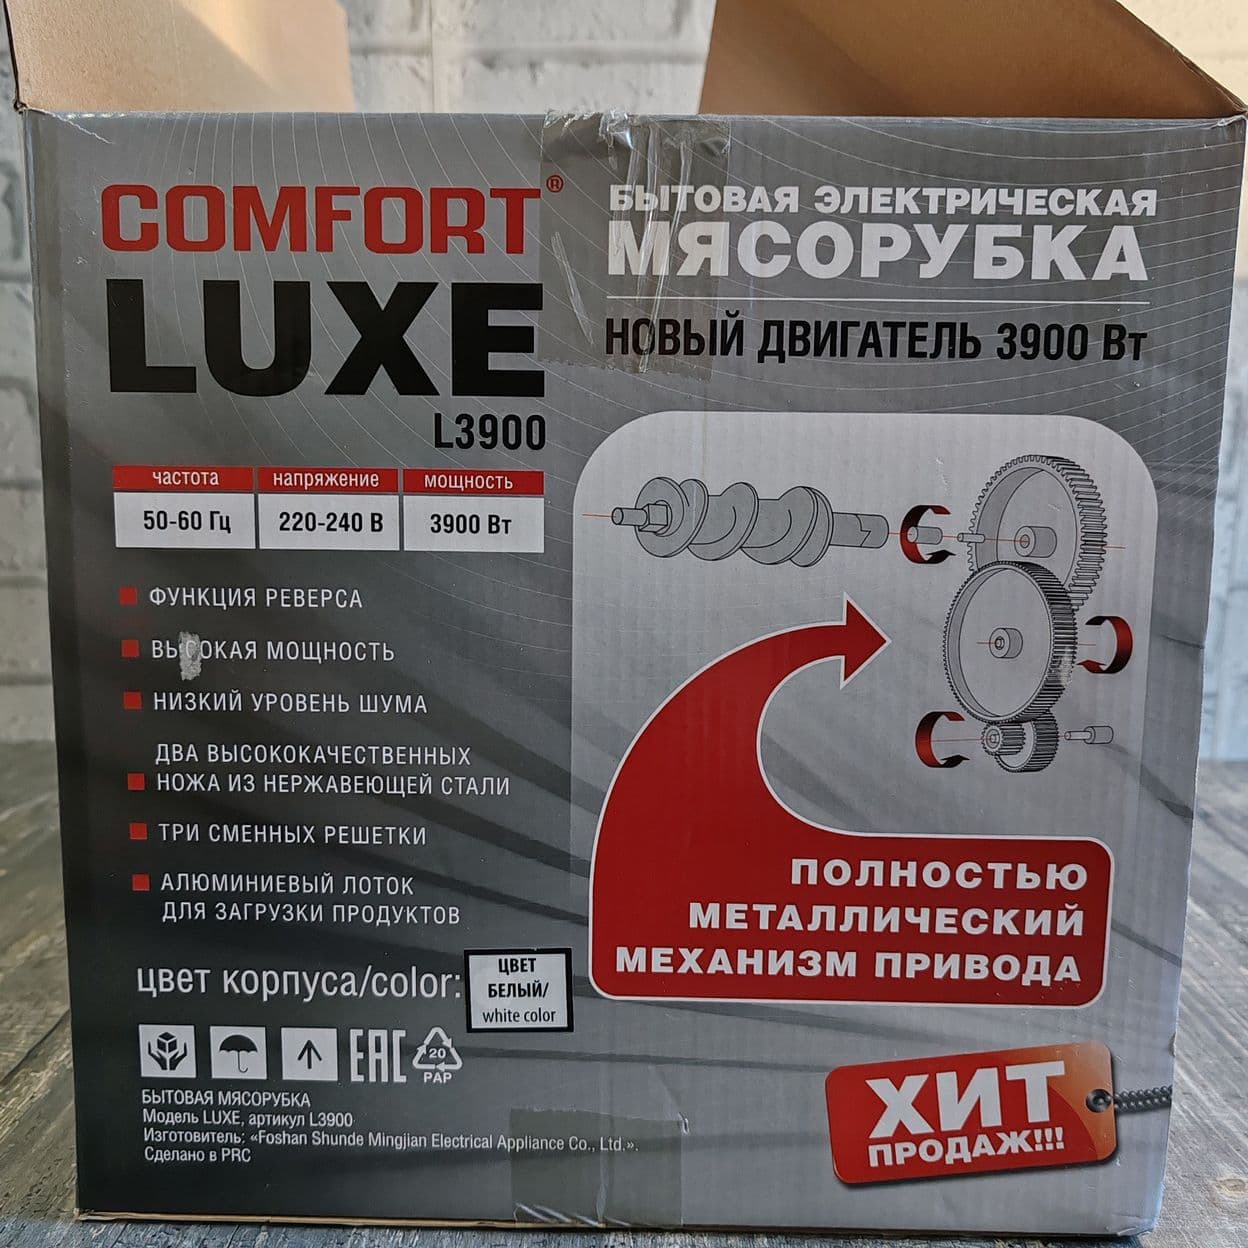 COMFORT®
LUXE
L3900
БЫТОВАЯ ЭЛЕКТРИЧЕСКАЯ
МЯСОРУБКА
НОВЫЙ ДВИГАТЕЛЬ 3900 Вт
частота напряжение мощность
50-60 Гц 220-240 В 3900 Вт
ФУНКЦИЯ РЕВЕРСА
ВЫСОКАЯ МОЩНОСТЬ
НИЗКИЙ УРОВЕНЬ ШУМА
ДВА ВЫСОКОКАЧЕСТВЕННЫХ
НОЖА ИЗ НЕРЖАВЕЮЩЕЙ СТАЛИ
ТРИ СМЕННЫХ РЕШЕТКИ
АЛЮМИНИЕВЫЙ ЛОТОК
ДЛЯ ЗАГРУЗКИ ПРОДУКТОВ
ПОЛНОСТЬЮ
МЕТАЛЛИЧЕСКИЙ
МЕХАНИЗМ ПРИВОДА
цвет корпуса/color:
ЦВЕТ
БЕЛЫЙ/
white color
EAC
20
PAP
БЫТОВАЯ МЯСОРУБКА
Модель LUXE, артикул L3900
Изготовитель: «Foshan Shunde Mingjian Electrical Appliance Co., Ltd.».
Сделано в PRC
ХИТ
ПРОДАЖ!!!